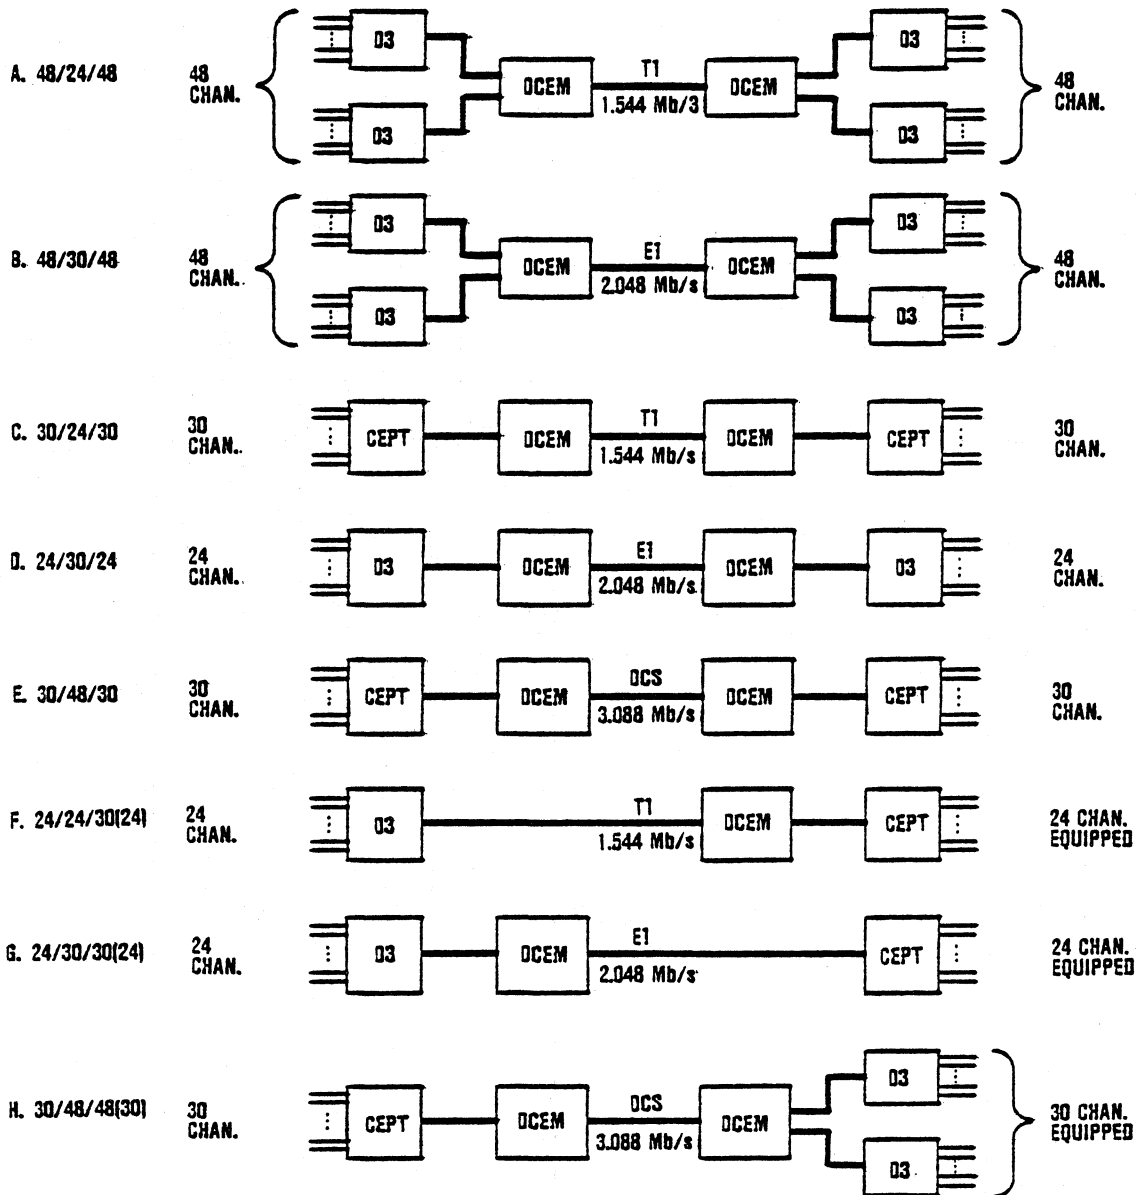 A. 48/24/48
48
CHAN.
D3
D3
DCEM
T1
1.544 Mb/3
DCEM
D3
D3
48
CHAN.
B. 48/30/48
48
CHAN.
D3
D3
DCEM
E1
2.048 Mb/s
DCEM
D3
D3
48
CHAN.
C. 30/24/30
30
CHAN.
CEPT
DCEM
T1
1.544 Mb/s
DCEM
CEPT
30
CHAN.
D. 24/30/24
24
CHAN.
D3
DCEM
E1
2.048 Mb/s
DCEM
D3
24
CHAN.
E. 30/48/30
30
CHAN.
CEPT
DCEM
DCS
3.088 Mb/s
DCEM
CEPT
30
CHAN.
F. 24/24/30(24)
24
CHAN.
D3
T1
1.544 Mb/s
DCEM
CEPT
24 CHAN.
EQUIPPED
G. 24/30/30(24)
24
CHAN.
D3
DCEM
E1
2.048 Mb/s
CEPT
24 CHAN.
EQUIPPED
H. 30/48/48(30)
30
CHAN.
CEPT
DCEM
DCS
3.088 Mb/s
DCEM
D3
D3
30 CHAN.
EQUIPPED